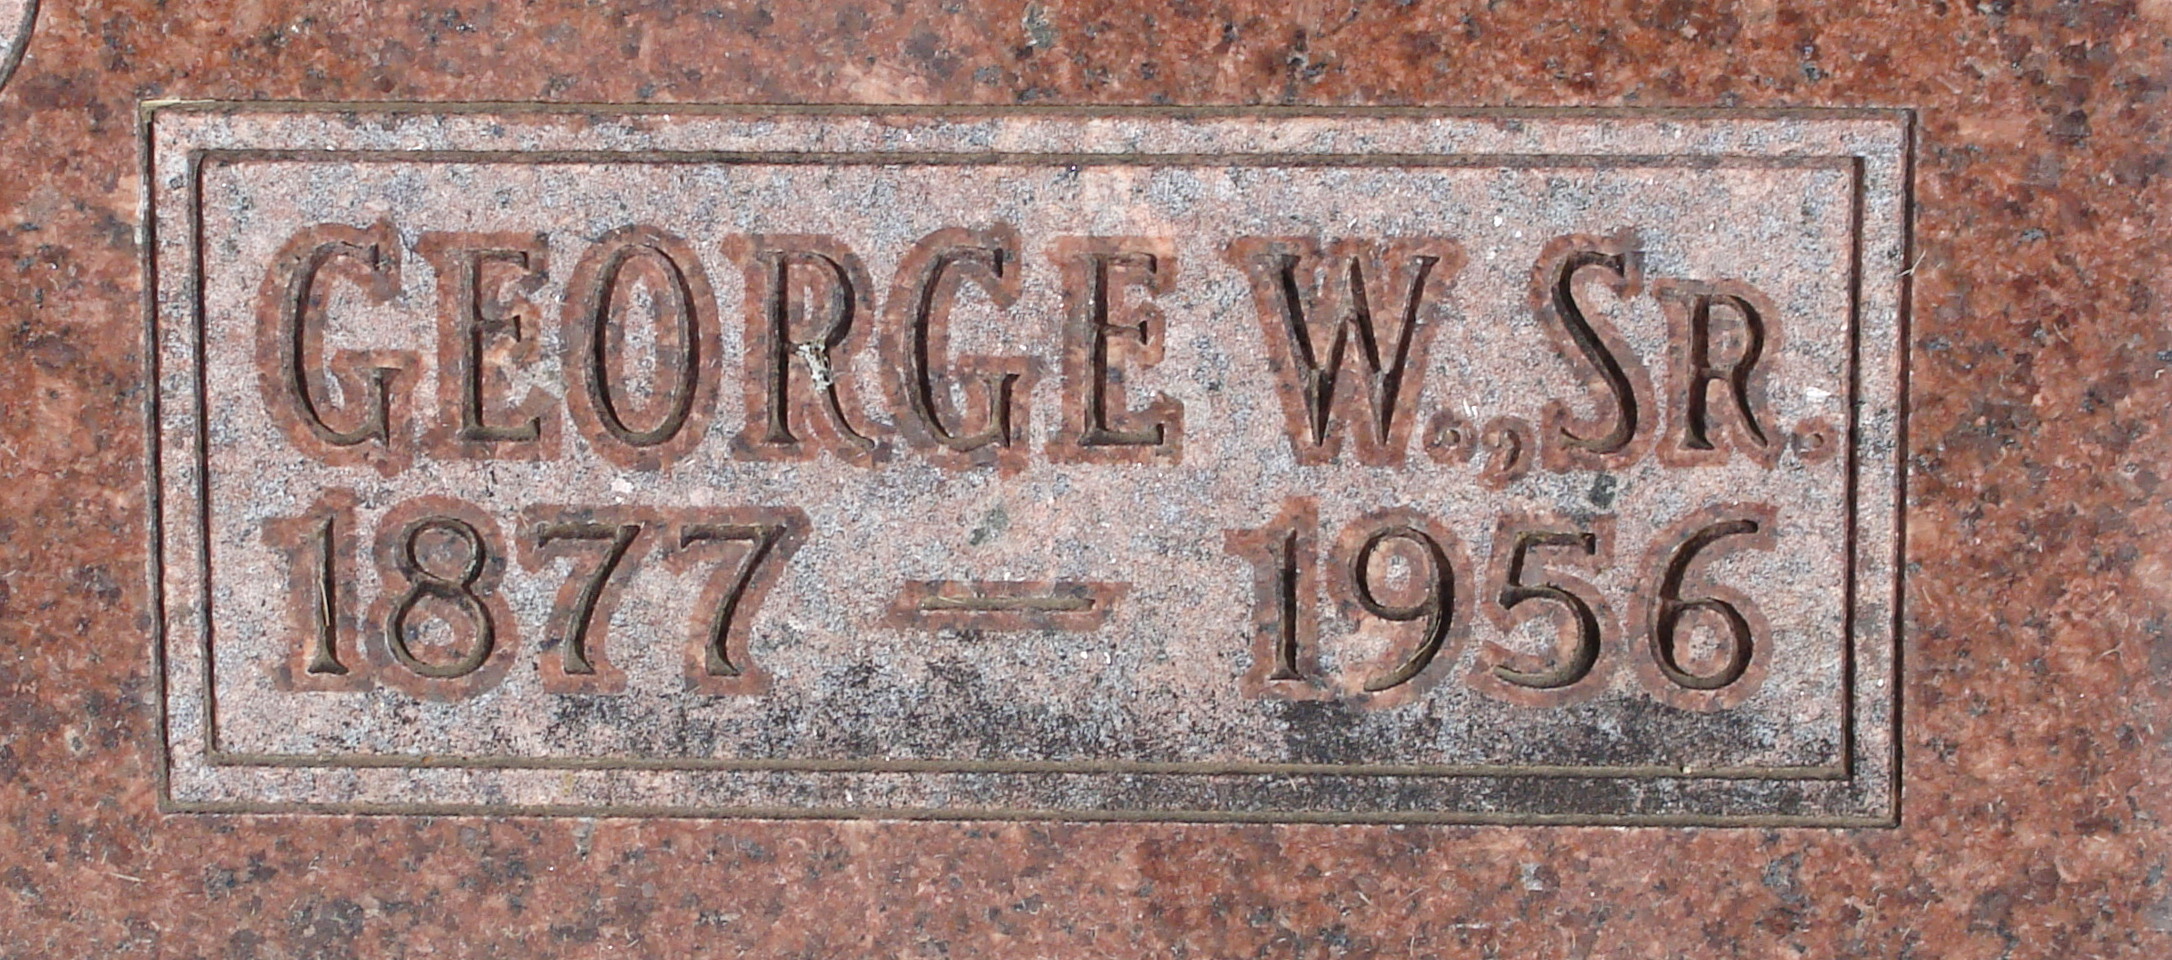 GEORGE W., SR.
1877 — 1956